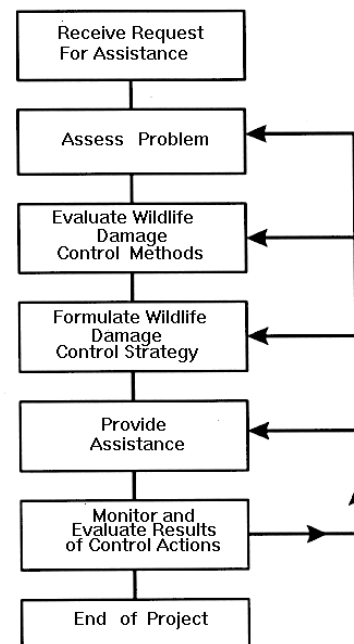 Receive Request
For Assistance
Assess Problem
Evaluate Wildlife
Damage
Control Methods
Formulate Wildlife
Damage
Control Strategy
Provide
Assistance
Monitor and
Evaluate Results
of Control Actions
End of Project